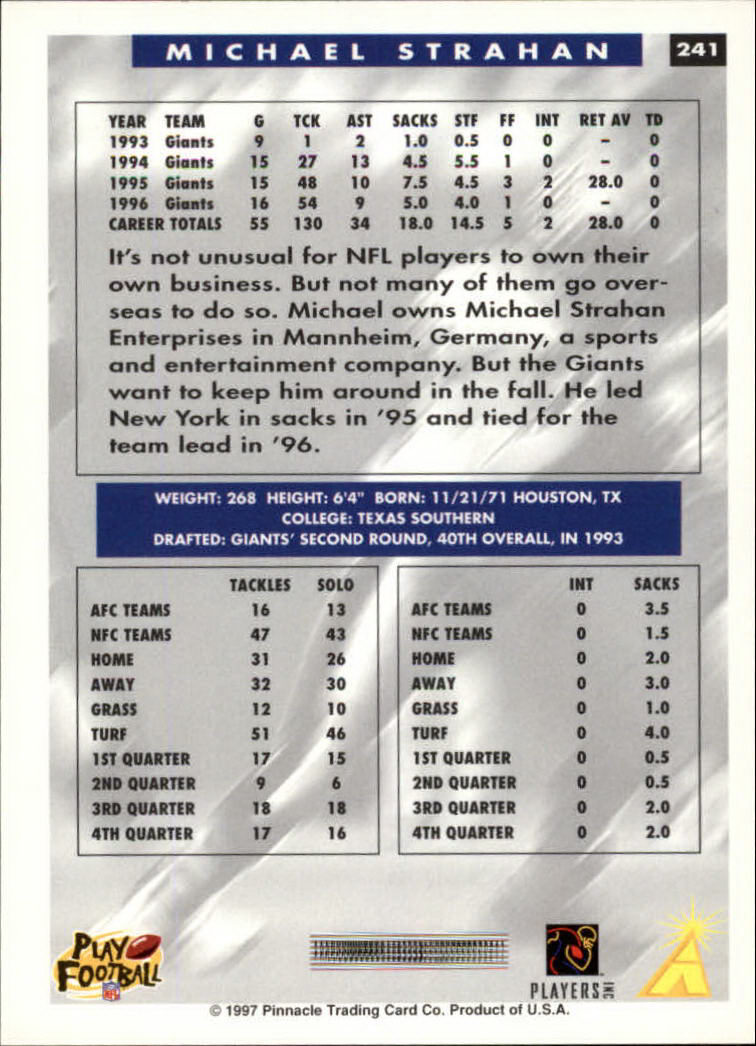 MICHAEL STRAHAN 241
YEAR TEAM G TCK AST SACKS STF FF INT RET AV TD
1993 Giants 9 1 2 1.0 0.5 0 0 – 0
1994 Giants 15 27 13 4.5 5.5 1 0 – 0
1995 Giants 15 48 10 7.5 4.5 3 2 28.0 0
1996 Giants 16 54 9 5.0 4.0 1 0 – 0
CAREER TOTALS 55 130 34 18.0 14.5 5 2 28.0 0
It's not unusual for NFL players to own their
own business. But not many of them go over-
seas to do so. Michael owns Michael Strahan
Enterprises in Mannheim, Germany, a sports
and entertainment company. But the Giants
want to keep him around in the fall. He led
New York in sacks in '95 and tied for the
team lead in '96.
WEIGHT: 268 HEIGHT: 6'4" BORN: 11/21/71 HOUSTON, TX
COLLEGE: TEXAS SOUTHERN
DRAFTED: GIANTS' SECOND ROUND, 40TH OVERALL, IN 1993
TACKLES SOLO
AFC TEAMS 16 13
NFC TEAMS 47 43
HOME 31 26
AWAY 32 30
GRASS 12 10
TURF 51 46
1ST QUARTER 17 15
2ND QUARTER 9 6
3RD QUARTER 18 18
4TH QUARTER 17 16
INT SACKS
AFC TEAMS 0 3.5
NFC TEAMS 0 1.5
HOME 0 2.0
AWAY 0 3.0
GRASS 0 1.0
TURF 0 4.0
1ST QUARTER 0 0.5
2ND QUARTER 0 0.5
3RD QUARTER 0 2.0
4TH QUARTER 0 2.0
PLAY
FOOTBALL
NFL
PLAYERS INC
© 1997 Pinnacle Trading Card Co. Product of U.S.A.